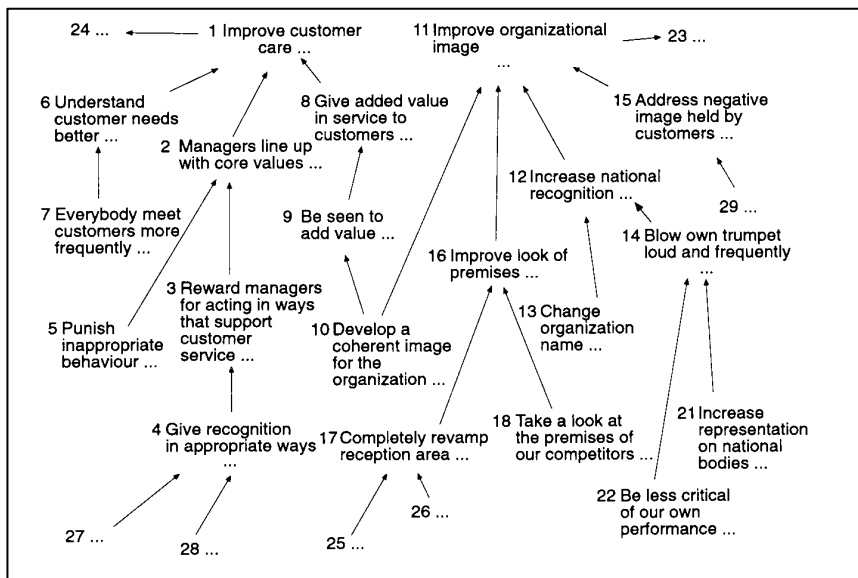 24 ...
1 Improve customer
care ...
11 Improve organizational
image
...
23 ...
6 Understand
customer needs
better ...
8 Give added value
in service to
customers ...
15 Address negative
image held by
customers ...
2 Managers line up
with core values ...
12 Increase national
recognition ...
7 Everybody meet
customers more
frequently ...
9 Be seen to
add value ...
29 ...
14 Blow own trumpet
loud and frequently
...
16 Improve look of
premises ...
3 Reward managers
for acting in ways
that support
customer
service ...
5 Punish
inappropriate
behaviour ...
10 Develop a
coherent image
for the
organization ...
13 Change
organization
name ...
4 Give recognition
in appropriate ways
...
17 Completely revamp
reception area ...
18 Take a look at
the premises of
our competitors ...
21 Increase
representation
on national
bodies ...
22 Be less critical
of our own
performance ...
27 ...
28 ...
25 ...
26 ...